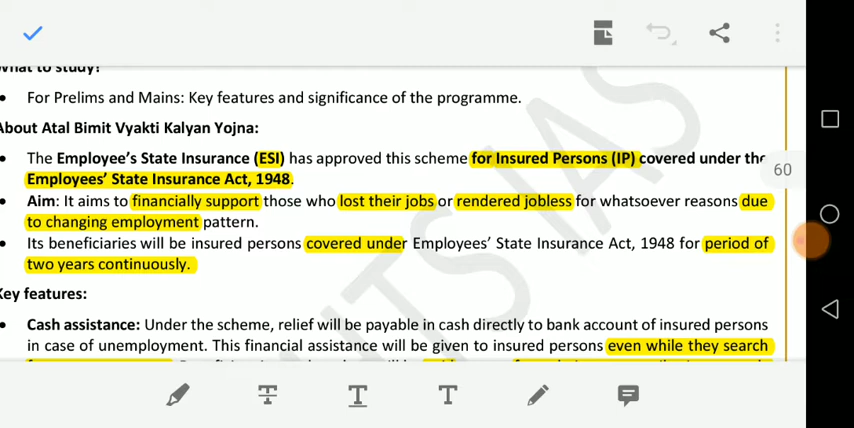 What to study?
• For Prelims and Mains: Key features and significance of the programme.
About Atal Bimit Vyakti Kalyan Yojna:
• The Employee's State Insurance (ESI) has approved this scheme for Insured Persons (IP) covered under the
Employees' State Insurance Act, 1948.
• Aim: It aims to financially support those who lost their jobs or rendered jobless for whatsoever reasons due
to changing employment pattern.
• Its beneficiaries will be insured persons covered under Employees' State Insurance Act, 1948 for period of
two years continuously.
Key features:
• Cash assistance: Under the scheme, relief will be payable in cash directly to bank account of insured persons
in case of unemployment. This financial assistance will be given to insured persons even while they search
60
T
T
T